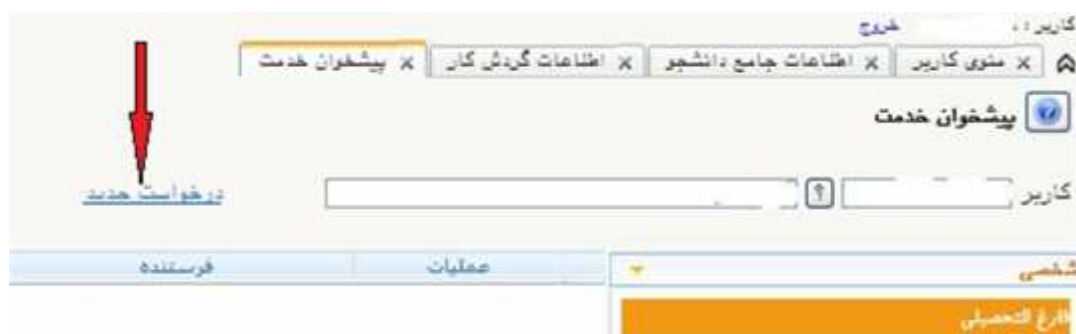 کاربر : ، خروج
منوی کاربر x اطلاعات جامع دانشجو x اطلاعات گردش کار x پیشخوان خدمت x
پیشخوان خدمت
کاربر درخواست جدید
شخصی عملیات فرستنده
فارغ التحصیلی